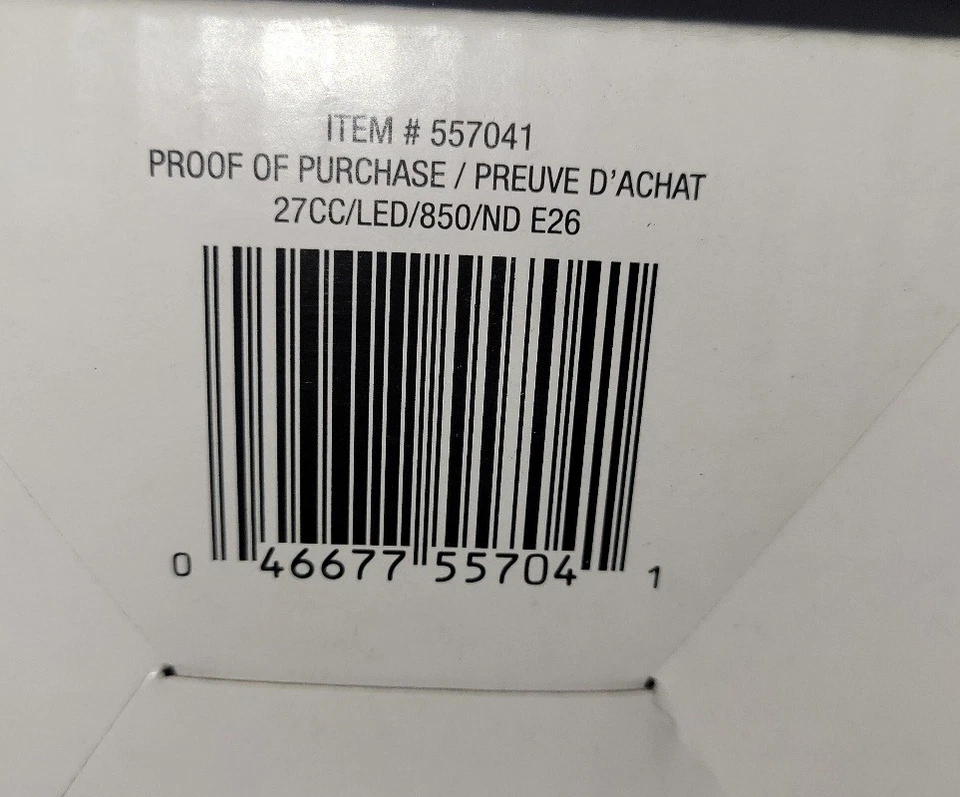 ITEM # 557041
PROOF OF PURCHASE / PREUVE D'ACHAT
27CC/LED/850/ND E26
0 46677 55704 1